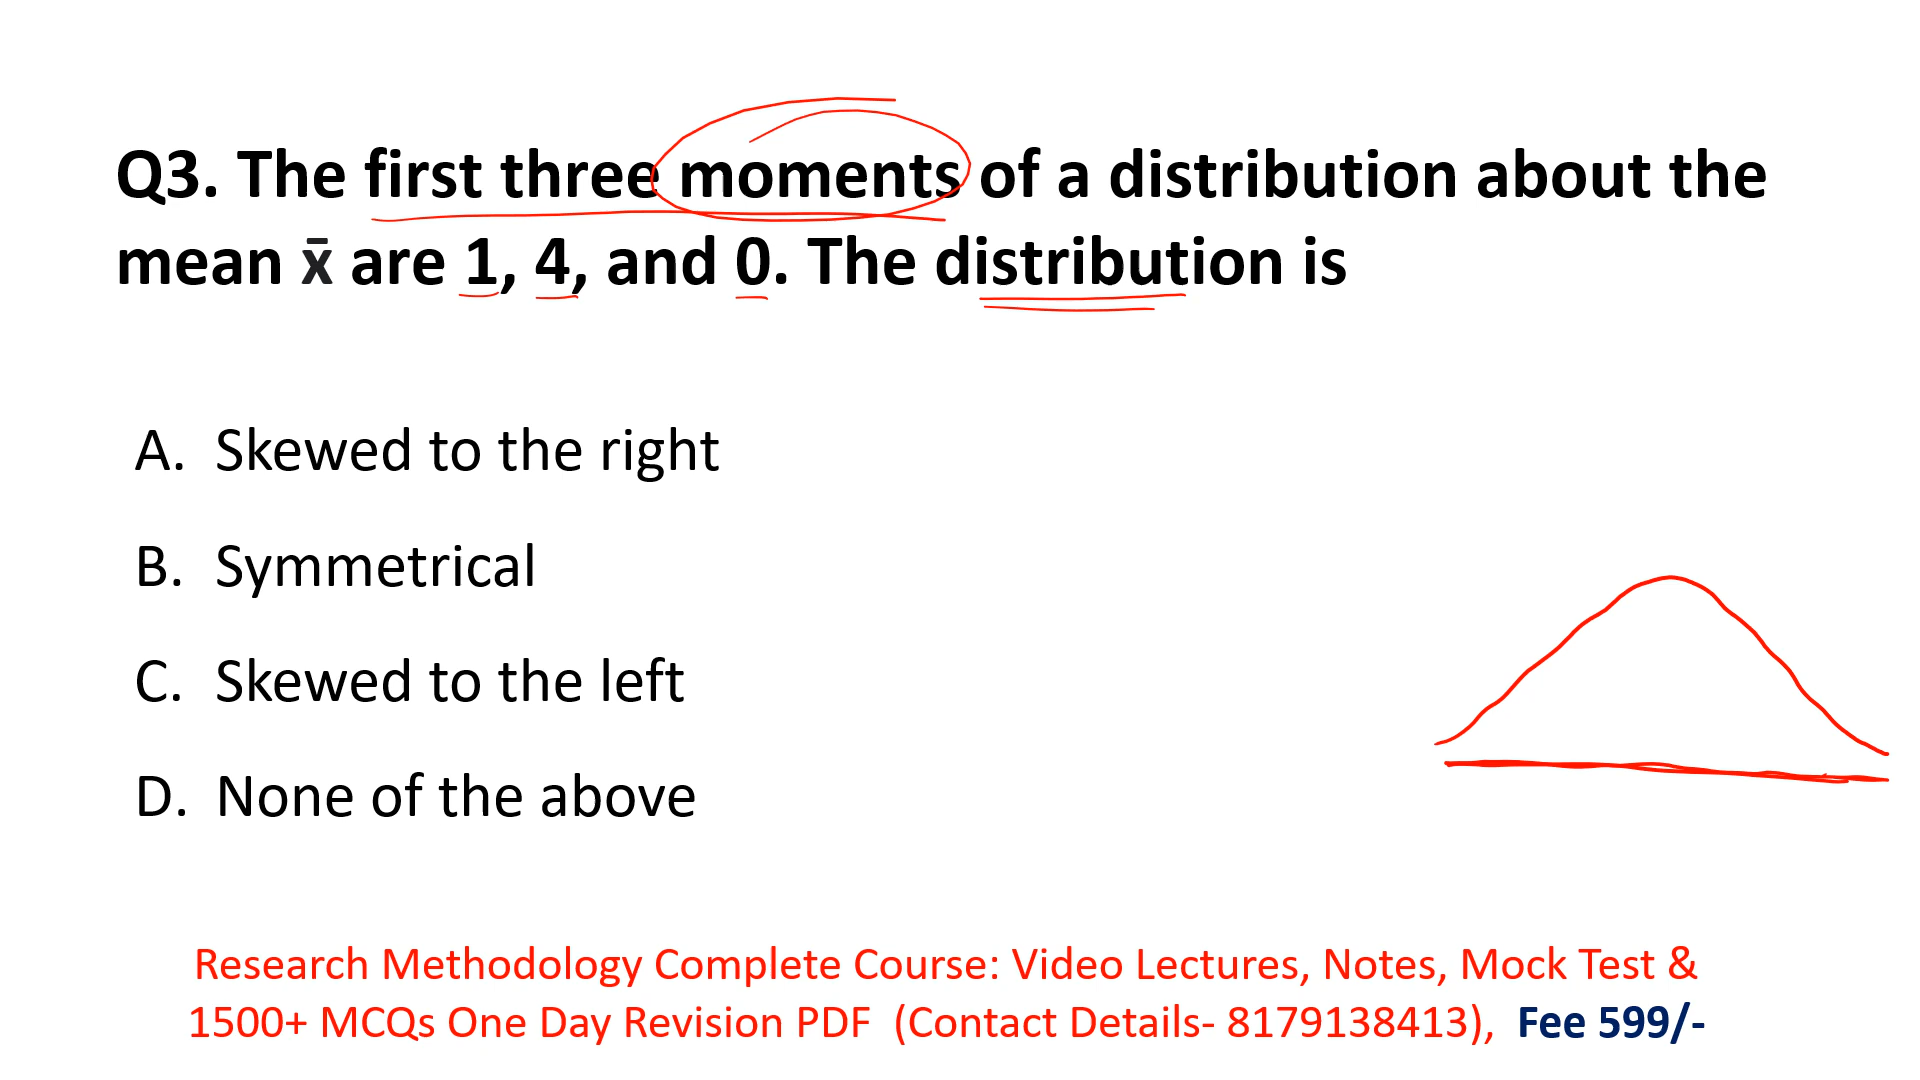 Q3. The first three moments of a distribution about the
mean x̄ are 1, 4, and 0. The distribution is
A. Skewed to the right
B. Symmetrical
C. Skewed to the left
D. None of the above
Research Methodology Complete Course: Video Lectures, Notes, Mock Test &
1500+ MCQs One Day Revision PDF (Contact Details- 8179138413), Fee 599/-